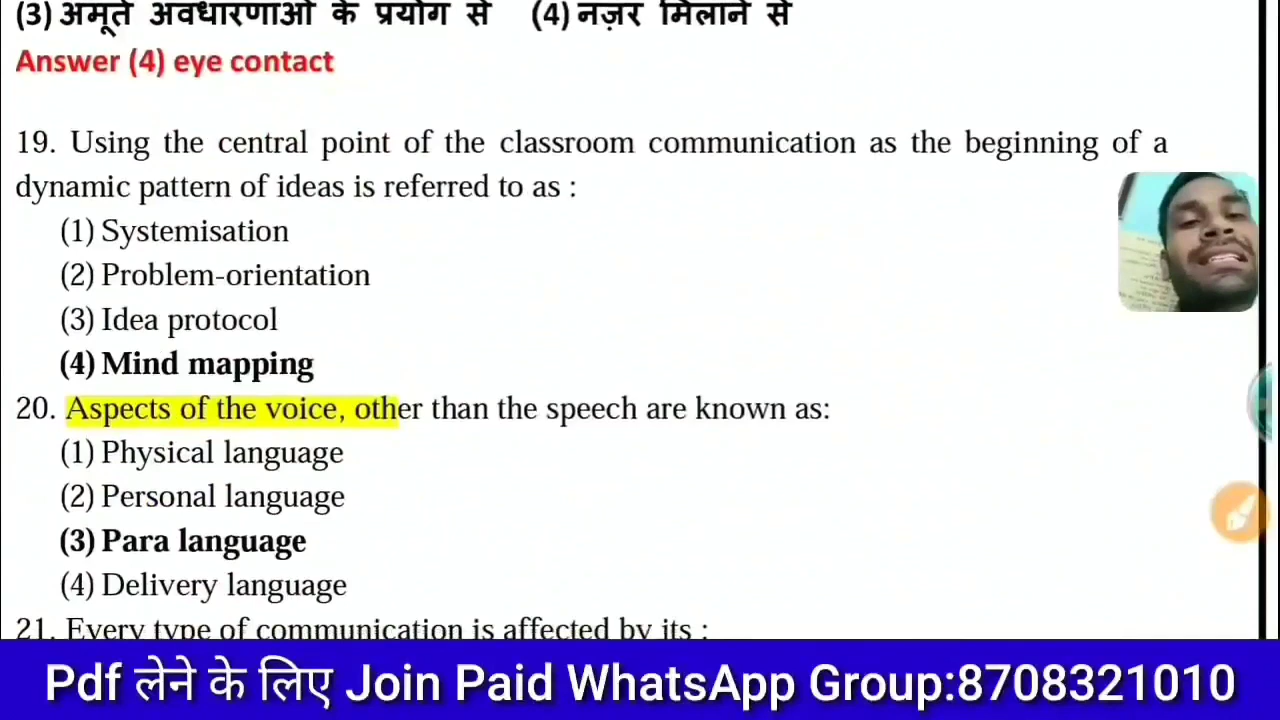 (3) अमूर्त अवधारणाओं के प्रयोग से (4) नज़र मिलाने से
Answer (4) eye contact
19. Using the central point of the classroom communication as the beginning of a
dynamic pattern of ideas is referred to as :
(1) Systemisation
(2) Problem-orientation
(3) Idea protocol
(4) Mind mapping
20. Aspects of the voice, other than the speech are known as:
(1) Physical language
(2) Personal language
(3) Para language
(4) Delivery language
21. Every type of communication is affected by its :
Pdf लेने के लिए Join Paid WhatsApp Group:8708321010